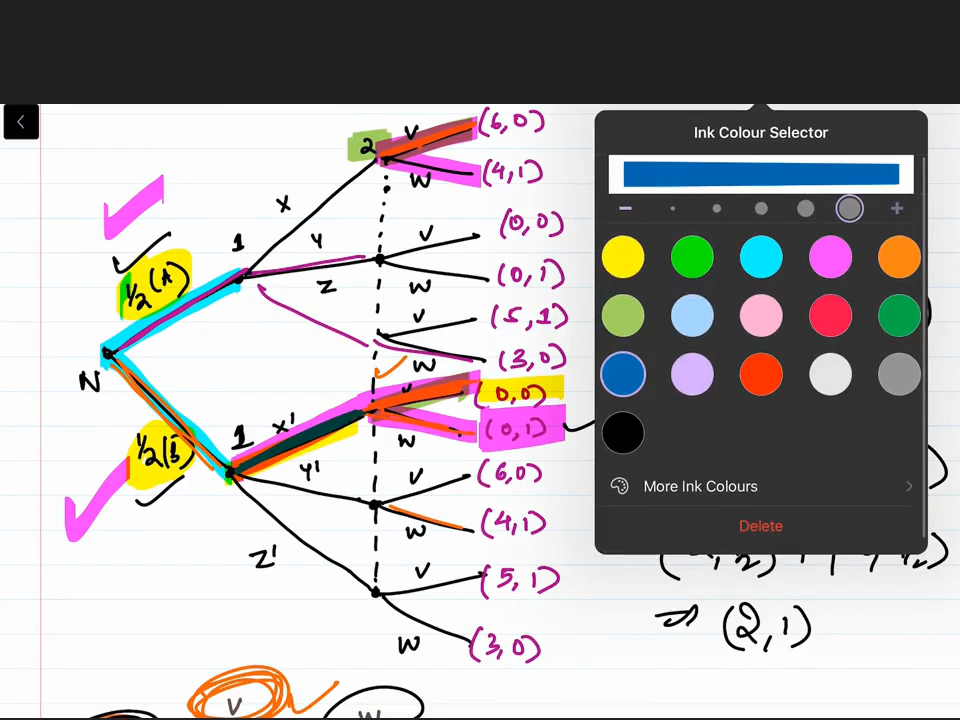 Ink Colour Selector
More Ink Colours
Delete
2
V
(6,0)
W
(4,1)
X
1
Y
V
(0,0)
Z
W
(0,1)
½(A)
V
(5,1)
W
(3,0)
N
(0,0)
1
X'
W
(0,1)
Y'
V
(6,0)
W
(4,1)
Z'
V
(5,1)
W
(3,0)
⇒ (2,1)
V
W